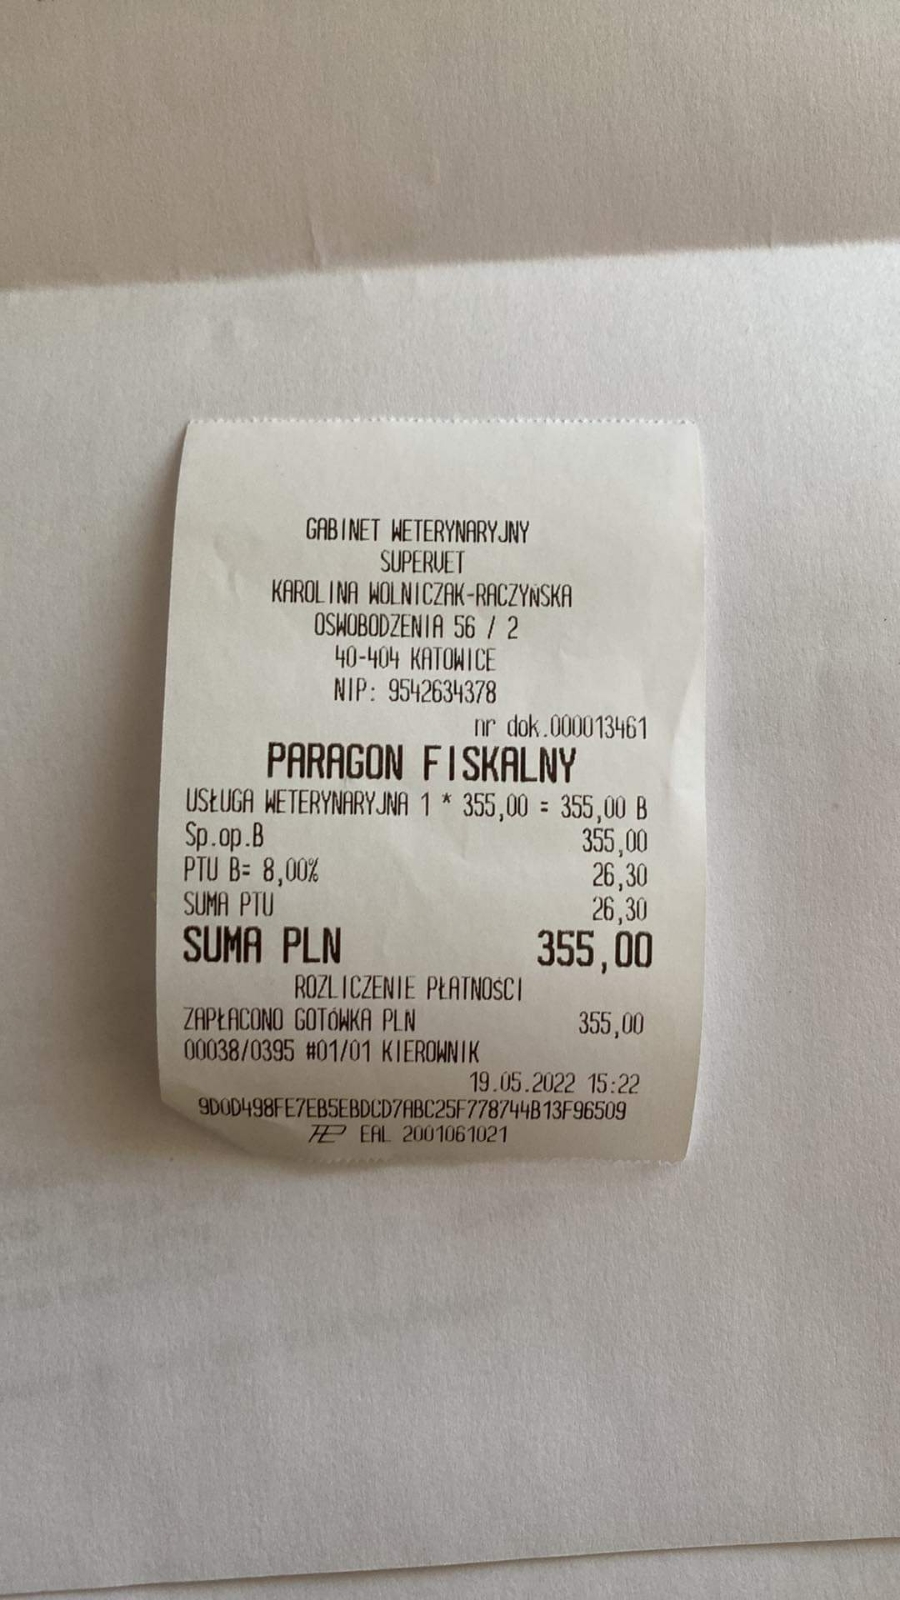 GABINET WETERYNARYJNY
SUPERVET
KAROLINA WOLNICZAK-RACZYŃSKA
OSWOBODZENIA 56 / 2
40-404 KATOWICE
NIP: 9542634378
nr dok.000013461
PARAGON FISKALNY
USŁUGA WETERYNARYJNA 1 * 355,00 = 355,00 B
Sp.op.B 355,00
PTU B= 8,00% 26,30
SUMA PTU 26,30
SUMA PLN 355,00
ROZLICZENIE PŁATNOŚCI
ZAPŁACONO GOTÓWKA PLN 355,00
00038/0395 #01/01 KIEROWNIK
19.05.2022 15:22
9D0D498FE7EB5EBDCD7ABC25F778744B13F96509
EAL 2001061021